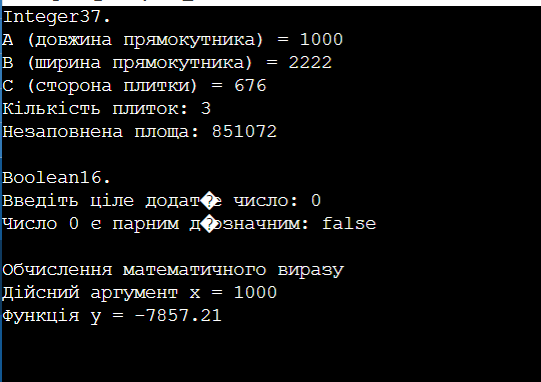 Integer37.
A (довжина прямокутника) = 1000
B (ширина прямокутника) = 2222
C (сторона плитки) = 676
Кількість плиток: 3
Незаповнена площа: 851072
Boolean16.
Введіть ціле додат�е число: 0
Число 0 є парним д�означним: false
Обчислення математичного виразу
Дійсний аргумент x = 1000
Функція y = -7857.21